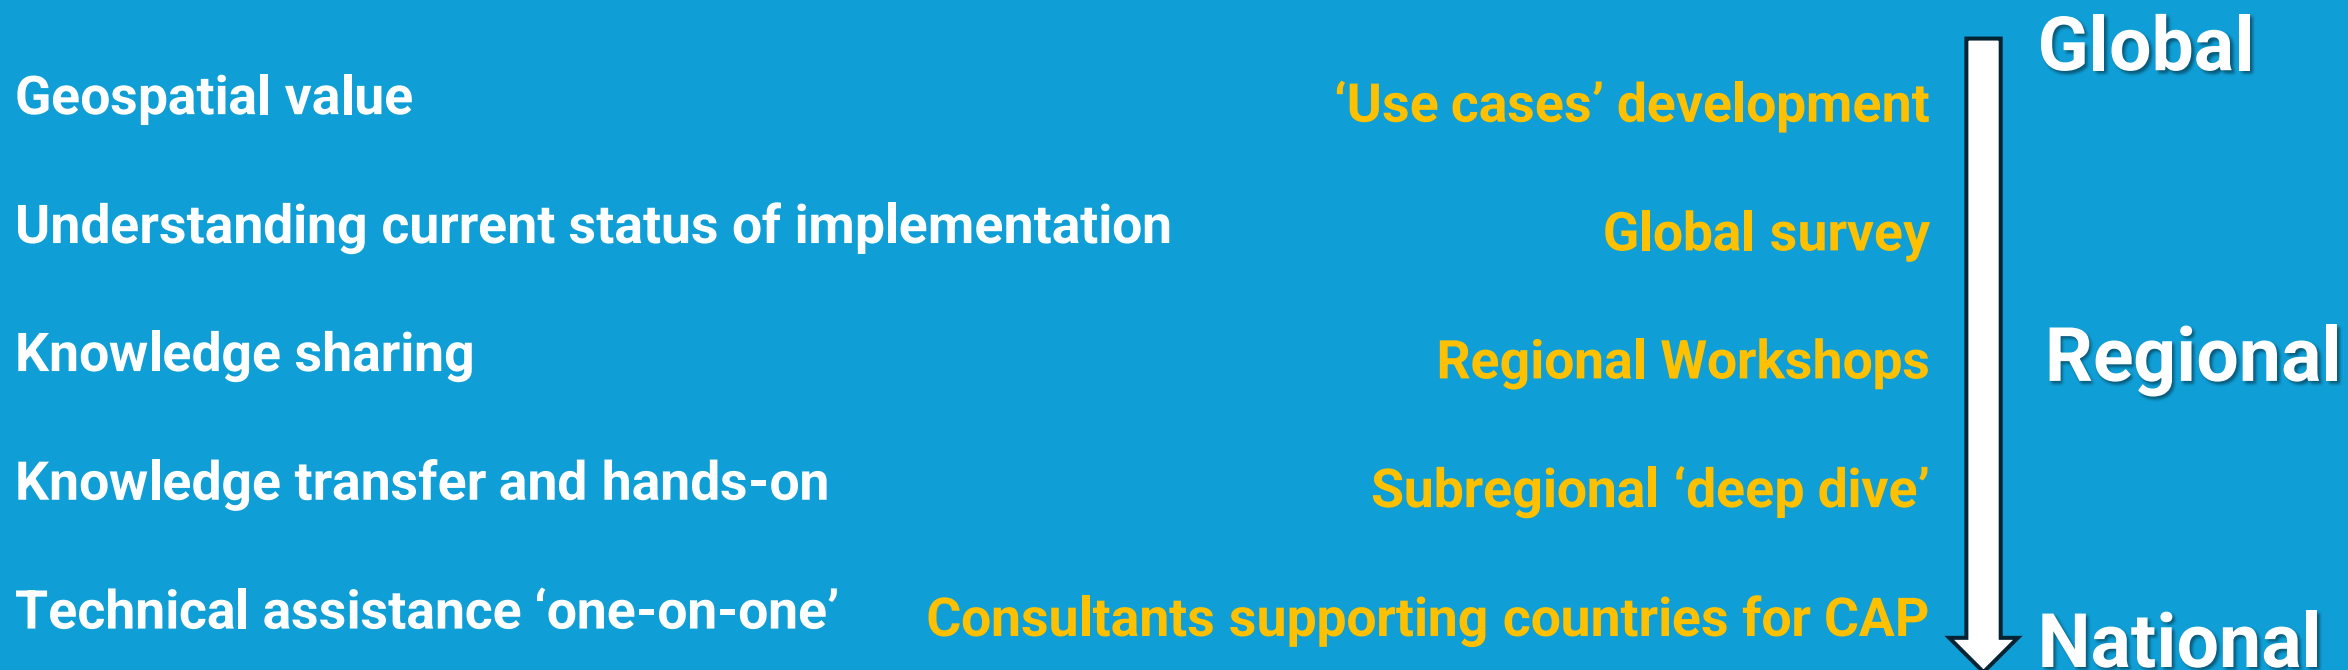 Global
Geospatial value
‘Use cases’ development
Understanding current status of implementation
Global survey
Knowledge sharing
Regional Workshops
Regional
Knowledge transfer and hands-on
Subregional ‘deep dive’
Technical assistance ‘one-on-one’
Consultants supporting countries for CAP
National